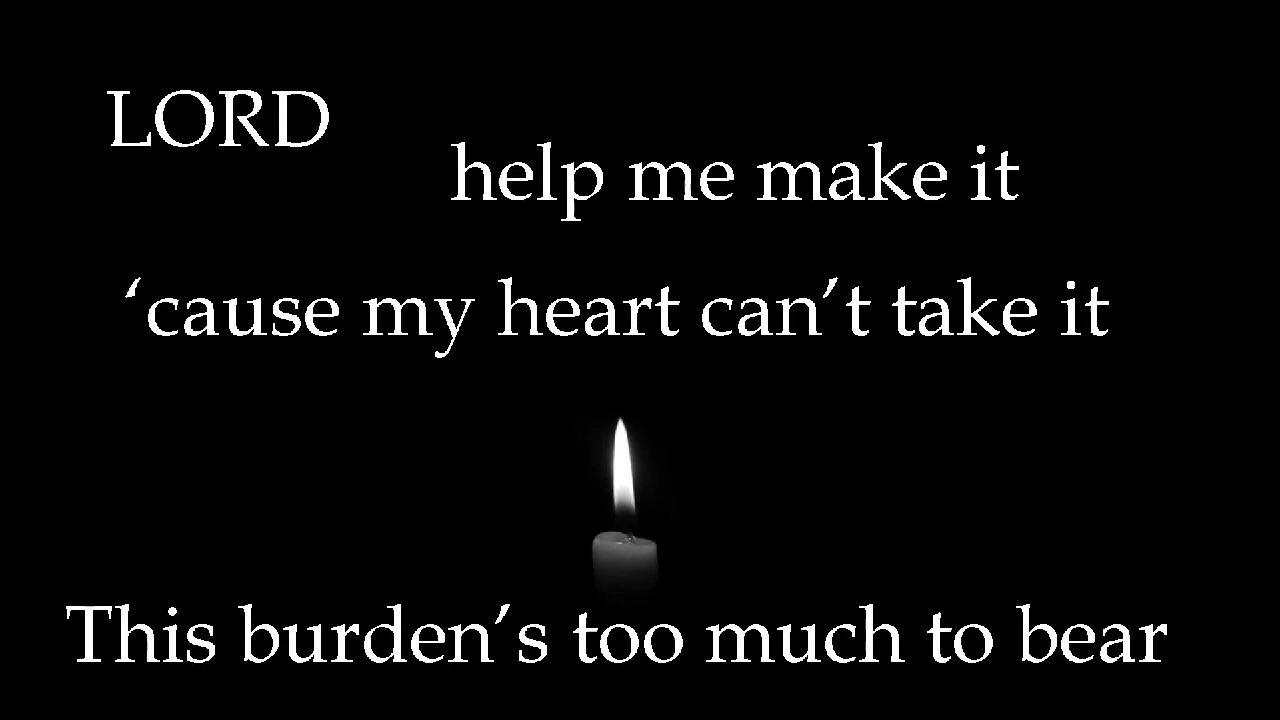 LORD
help me make it
‘cause my heart can’t take it
This burden’s too much to bear